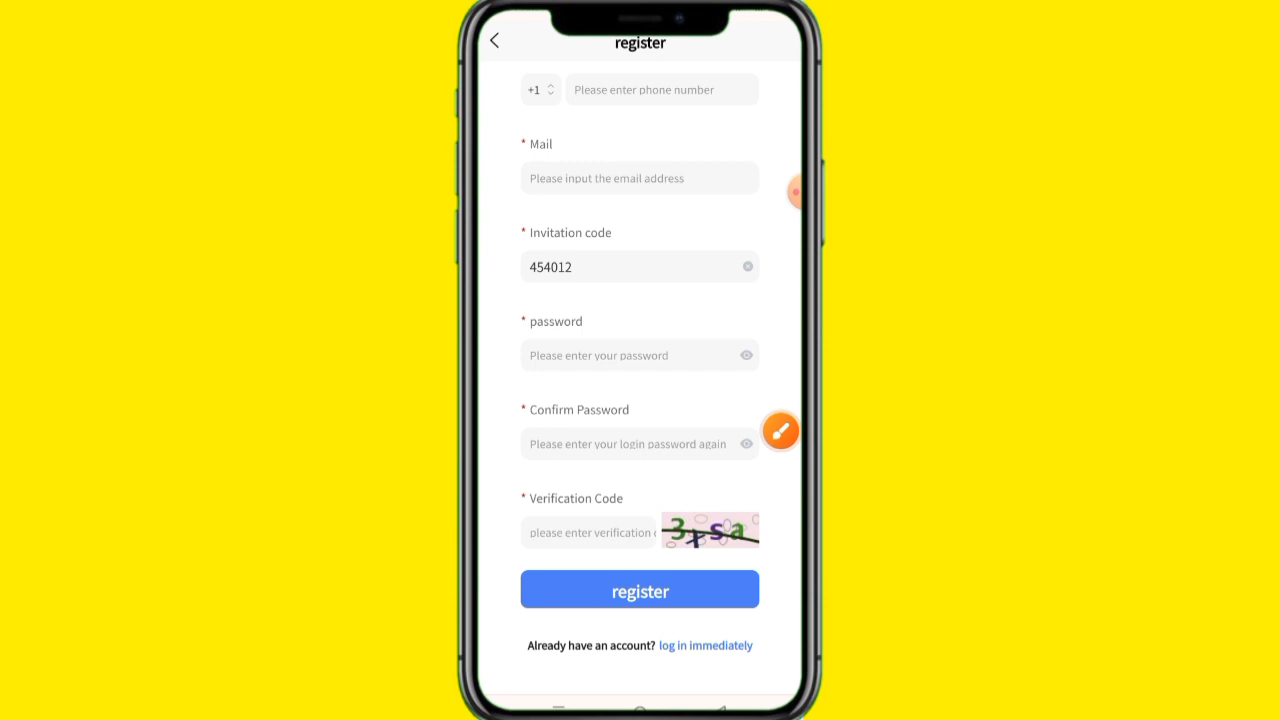 register
+1 Please enter phone number
* Mail
Please input the email address
* Invitation code
454012
* password
Please enter your password
* Confirm Password
Please enter your login password again
* Verification Code
please enter verification
3xsa
register
Already have an account? log in immediately